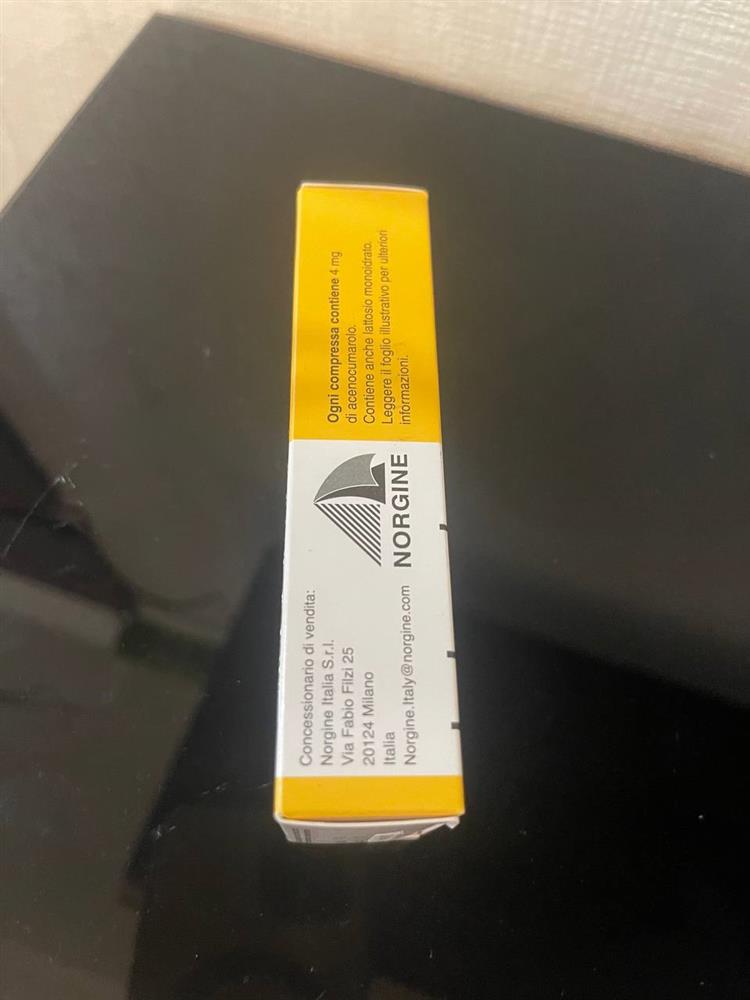 Ogni compressa contiene 4 mg
di acenocumarolo.
Contiene anche lattosio monoidrato.
Leggere il foglio illustrativo per ulteriori
informazioni.
NORGINE
Concessionario di vendita:
Norgine Italia S.r.l.
Via Fabio Filzi 25
20124 Milano
Italia
Norgine.Italy@norgine.com